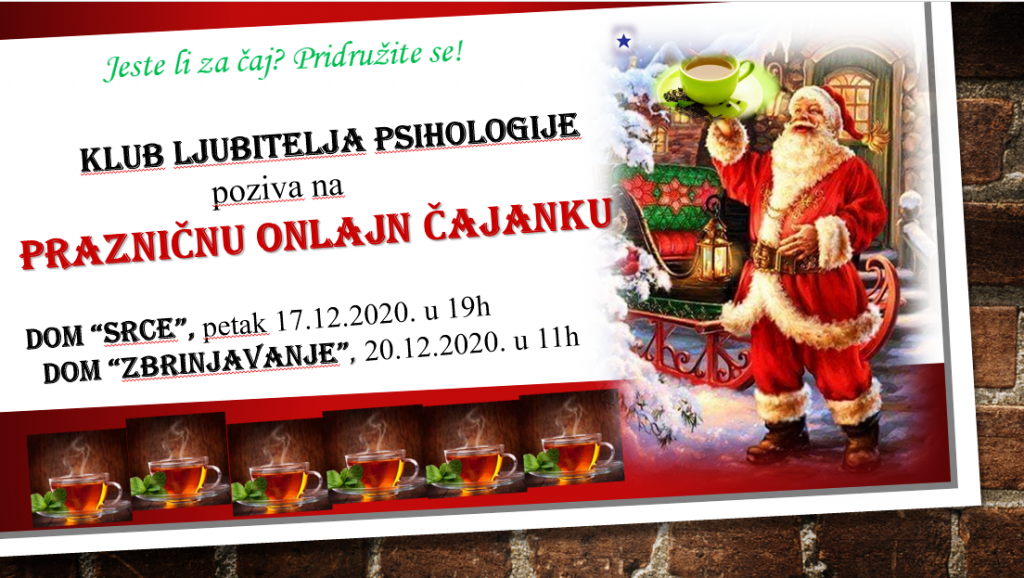 Jeste li za čaj? Pridružite se!
KLUB LJUBITELJA PSIHOLOGIJE
poziva na
PRAZNIČNU ONLAJN ČAJANKU
DOM “SRCE”, petak 17.12.2020. u 19h
DOM “ZBRINJAVANJE”, 20.12.2020. u 11h